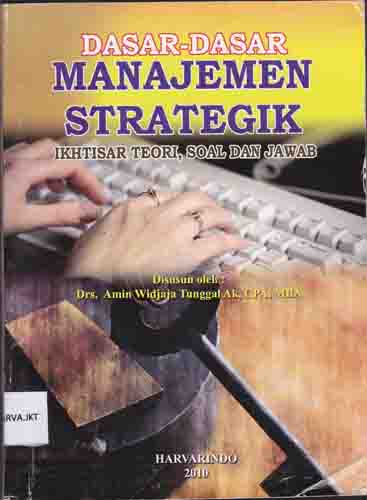 DASAR-DASAR
MANAJEMEN
STRATEGIK
IKHTISAR TEORI, SOAL DAN JAWAB
Disusun oleh :
Drs, Amin Widjaja Tunggal Ak, CPA, MBA
ARVA.JKT
HARVARINDO
2010